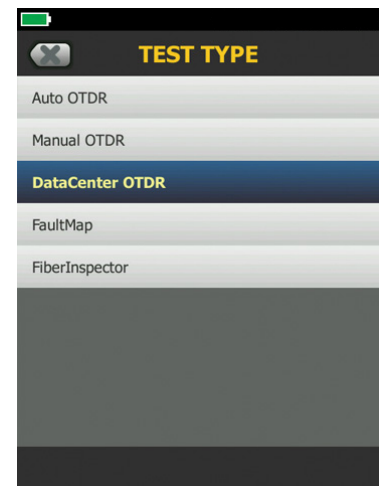 TEST TYPE
Auto OTDR
Manual OTDR
DataCenter OTDR
FaultMap
FiberInspector